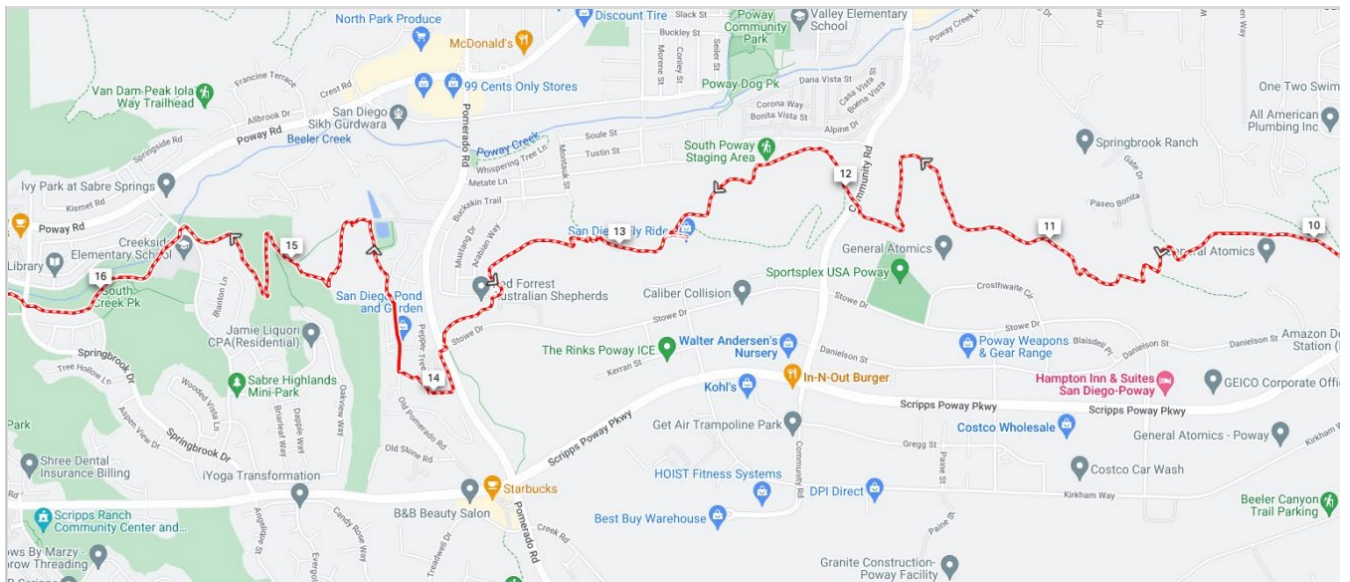 North Park Produce
McDonald's
Discount Tire
Slack St
Buckley St
Morene St
Conley St
Seiler St
Poway
Community
Park
Valley Elementary
School
Poway Creek
One Two Swim
Francine Terrace
Crest Rd
Van Dam Peak Iola
Way Trailhead
99 Cents Only Stores
Poway Dog Pk
Dana Vista St
Casa Vista St
Buena Vista
Corona Way
Bonita Vista St
Alpine Dr
All American
Plumbing Inc
San Diego
Sikh Gurdwara
Allbrook Dr
Poway Rd
Springside Rd
Beeler Creek
Pomerado Rd
Poway Creek
Soule St
Tustin St
Whispering Tree Ln
Metate Ln
Montauk St
South Poway
Staging Area
Springbrook Ranch
Gate Dr
Paseo Bonita
12
Community Rd
Ivy Park at Sabre Springs
Kismet Rd
Poway Rd
Buckskin Trail
Mustang Dr
Arabian Way
13
11
10
General Atomics
General Atomics
Creekside
Elementary School
15
Library
16
South
Creek Pk
Blanton Ln
Sportsplex USA Poway
Caliber Collision
Australian Shepherds
San Diego Pond
and Garden
Crosthwaite Cir
Stowe Dr
Stowe Dr
Stowe Dr
Jamie Liquori
CPA(Residential)
The Rinks Poway ICE
Walter Andersen's
Nursery
Poway Weapons
& Gear Range
Blaisdell Pl
Danielson St
Danielson St
Danielson St
Kerran St
Springbrook Dr
Tree Hollow Ln
Wooded Vista Ln
Sabre Highlands
Mini-Park
Oakview Way
14
Kohl's
In-N-Out Burger
Hampton Inn & Suites
San Diego-Poway
Scripps Poway Pkwy
Scripps Poway Pkwy
Scripps Poway Pkwy
Aspen View Dr
Briarleaf Way
Dapple Way
Old Pomerado Rd
Old Stone Rd
Get Air Trampoline Park
Costco Wholesale
General Atomics - Poway
Kirkham Way
Springbrook Dr
Shree Dental
Insurance Billing
iYoga Transformation
Gregg St
Paine St
Costco Car Wash
Kirkham Way
HOIST Fitness Systems
Community Rd
DPI Direct
Starbucks
B&B Beauty Salon
Best Buy Warehouse
Beeler Canyon
Trail Parking
Scripps Ranch
Community Center and...
Angelique St
Candy Rose Way
Treadwell Dr
Creek Rd
Pomerado Rd
Paine St
Granite Construction-
Poway Facility